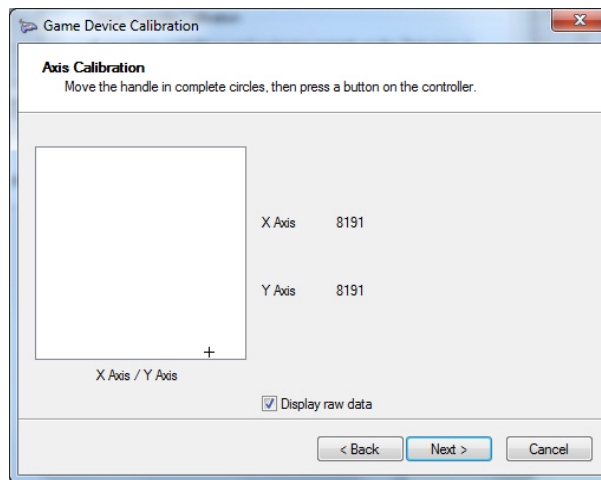 Game Device Calibration
Axis Calibration
Move the handle in complete circles, then press a button on the controller.
X Axis 8191
Y Axis 8191
X Axis / Y Axis
Display raw data
< Back Next > Cancel